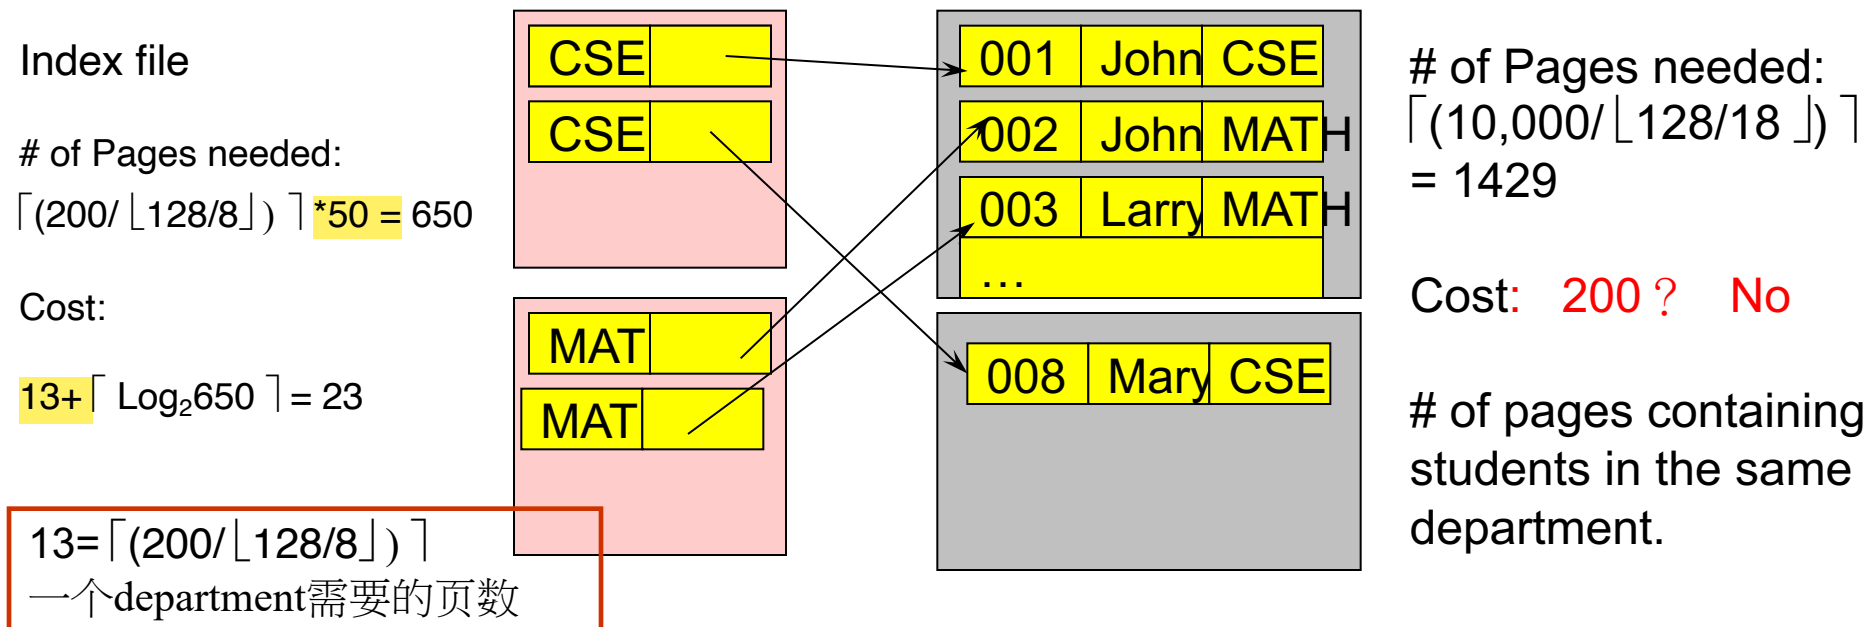 Index file
# of Pages needed:
⌈(200/⌊128/8⌋)⌉*50 = 650
Cost:
13+⌈Log₂650⌉= 23
13=⌈(200/⌊128/8⌋)⌉
一个department需要的页数
CSE
CSE
MAT
MAT
001 John CSE
002 John MATH
003 Larry MATH
…
008 Mary CSE
# of Pages needed:
⌈(10,000/⌊128/18⌋)⌉
= 1429
Cost: 200？ No
# of pages containing
students in the same
department.